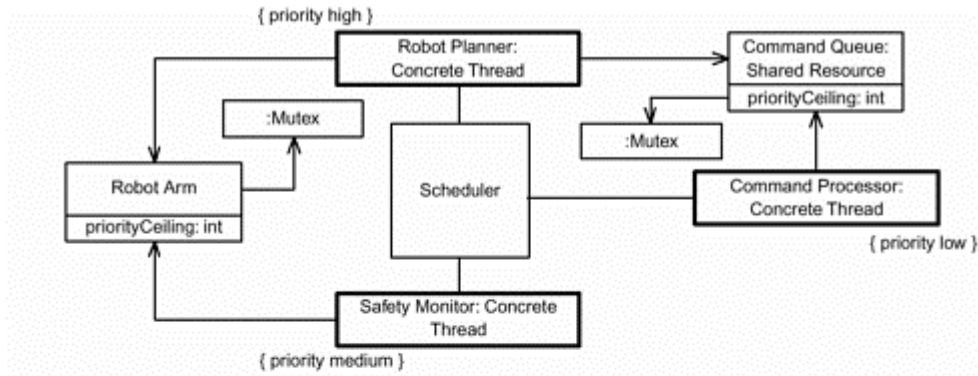 { priority high }
Robot Planner:
Concrete Thread
Command Queue:
Shared Resource
priorityCeiling: int
:Mutex
:Mutex
Robot Arm
priorityCeiling: int
Scheduler
Command Processor:
Concrete Thread
{ priority low }
Safety Monitor: Concrete
Thread
{ priority medium }